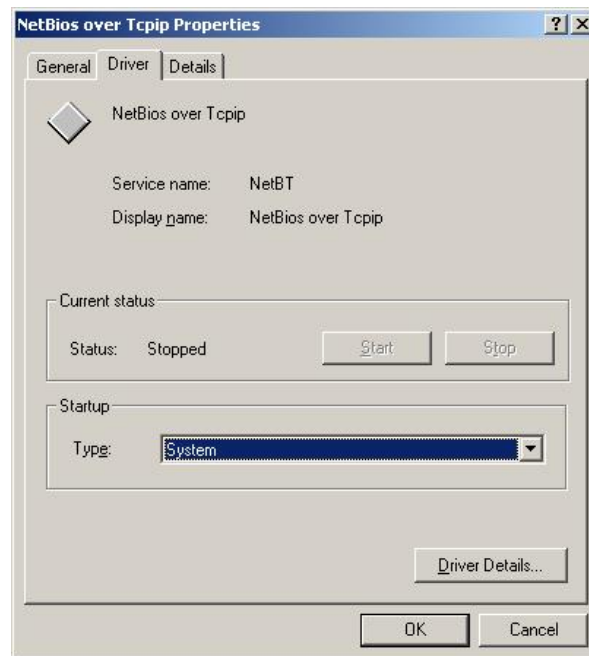 NetBios over Tcpip Properties
?
General Driver Details
NetBios over Tcpip
Service name: NetBT
Display name: NetBios over Tcpip
Current status
Status: Stopped Start Stop
Startup
Type: System
Driver Details...
OK Cancel